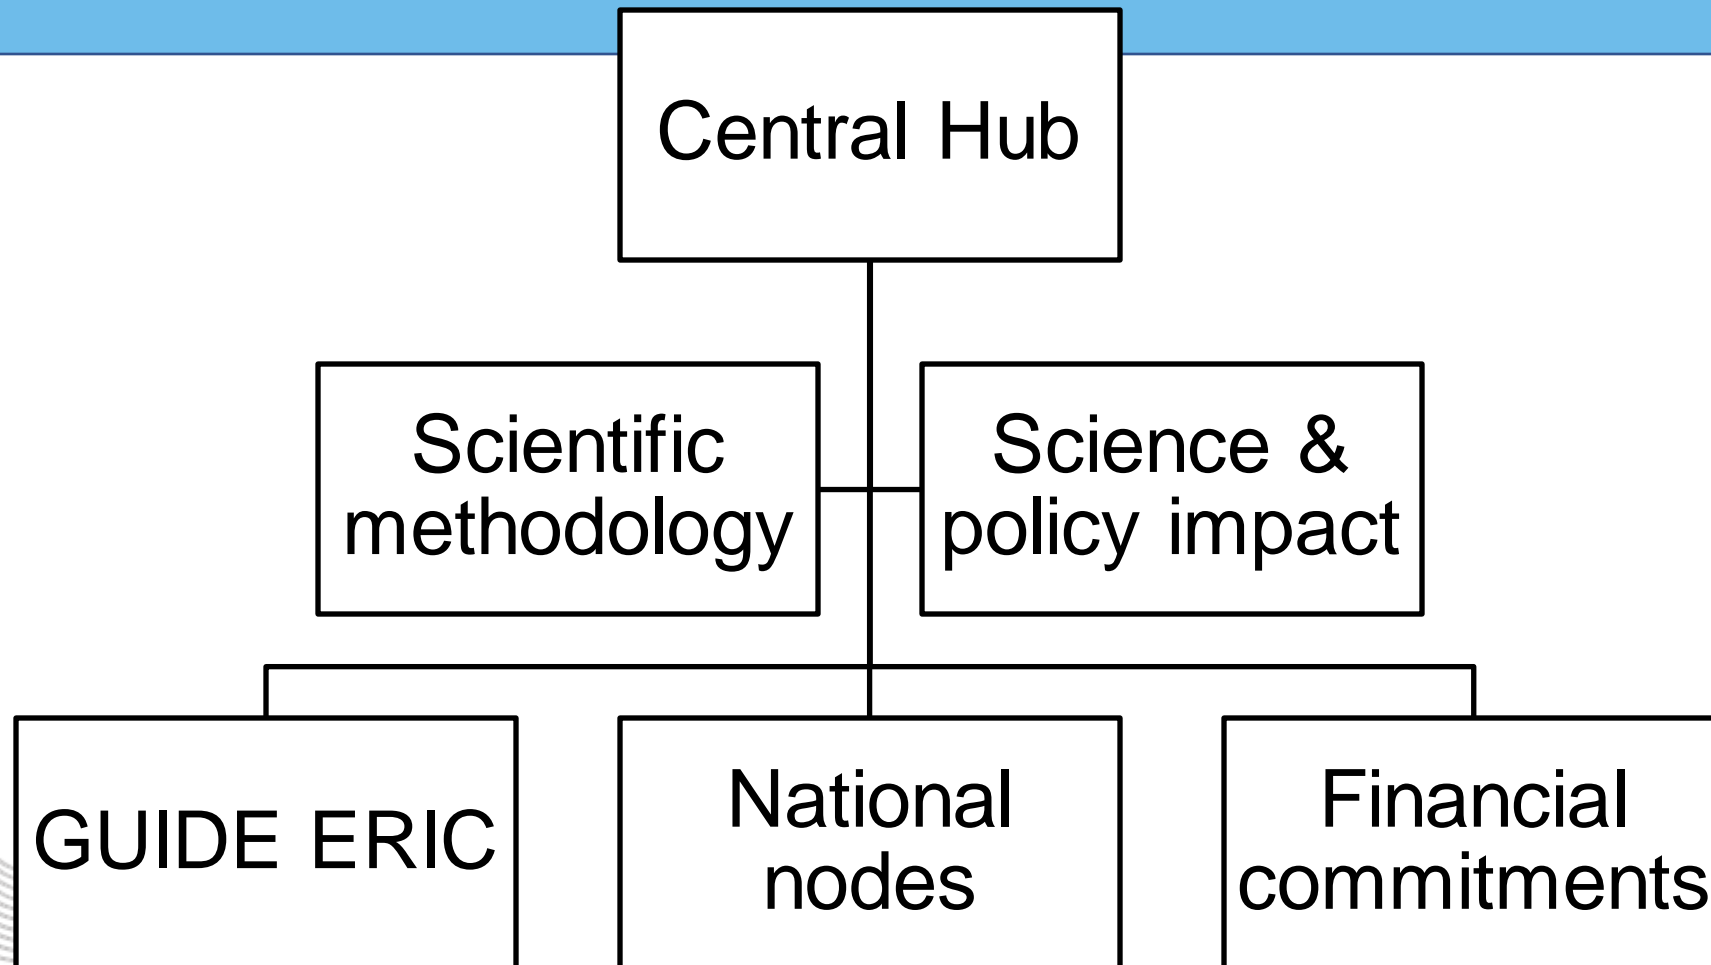 Central Hub
Scientific
methodology
Science &
policy impact
GUIDE ERIC
National
nodes
Financial
commitments